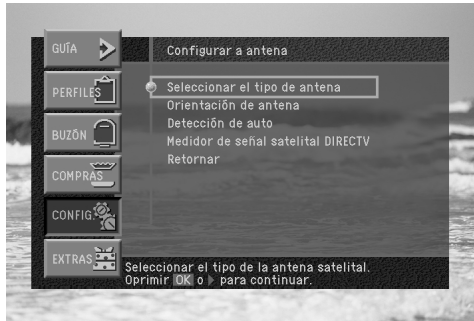 GUÍA
Configurar a antena
PERFILES
Seleccionar el tipo de antena
Orientación de antena
Detección de auto
BUZÓN
Medidor de señal satelital DIRECTV
Retornar
COMPRAS
CONFIG.
EXTRAS
Seleccionar el tipo de la antena satelital.
Oprimir OK o para continuar.